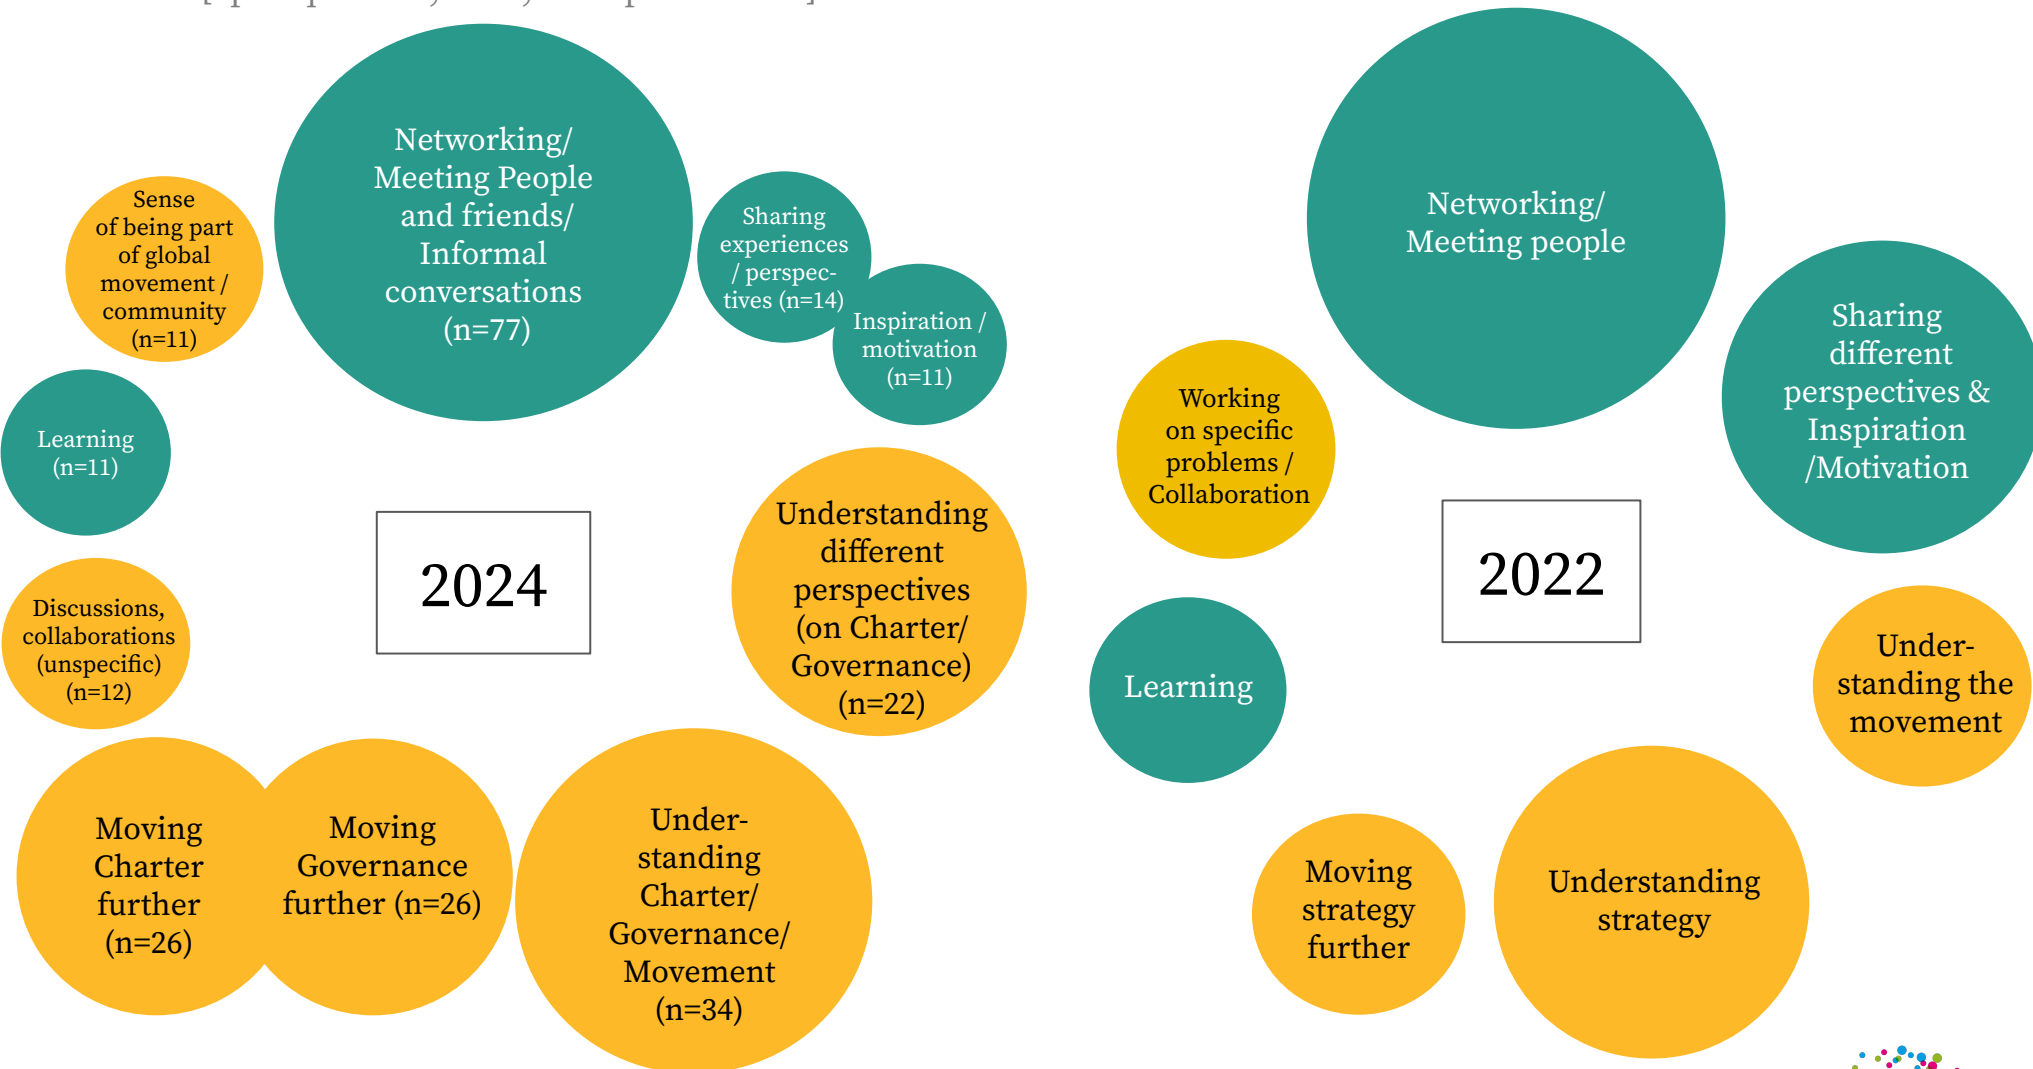 Networking/
Meeting People
and friends/
Informal
conversations
(n=77)
Sense
of being part
of global
movement /
community
(n=11)
Sharing
experiences
/ perspec-
tives (n=14)
Inspiration /
motivation
(n=11)
Learning
(n=11)
2024
Understanding
different
perspectives
(on Charter/
Governance)
(n=22)
Discussions,
collaborations
(unspecific)
(n=12)
Moving
Charter
further
(n=26)
Moving
Governance
further (n=26)
Under-
standing
Charter/
Governance/
Movement
(n=34)
Networking/
Meeting people
Sharing
different
perspectives &
Inspiration
/Motivation
Working
on specific
problems /
Collaboration
2022
Learning
Under-
standing the
movement
Moving
strategy
further
Understanding
strategy